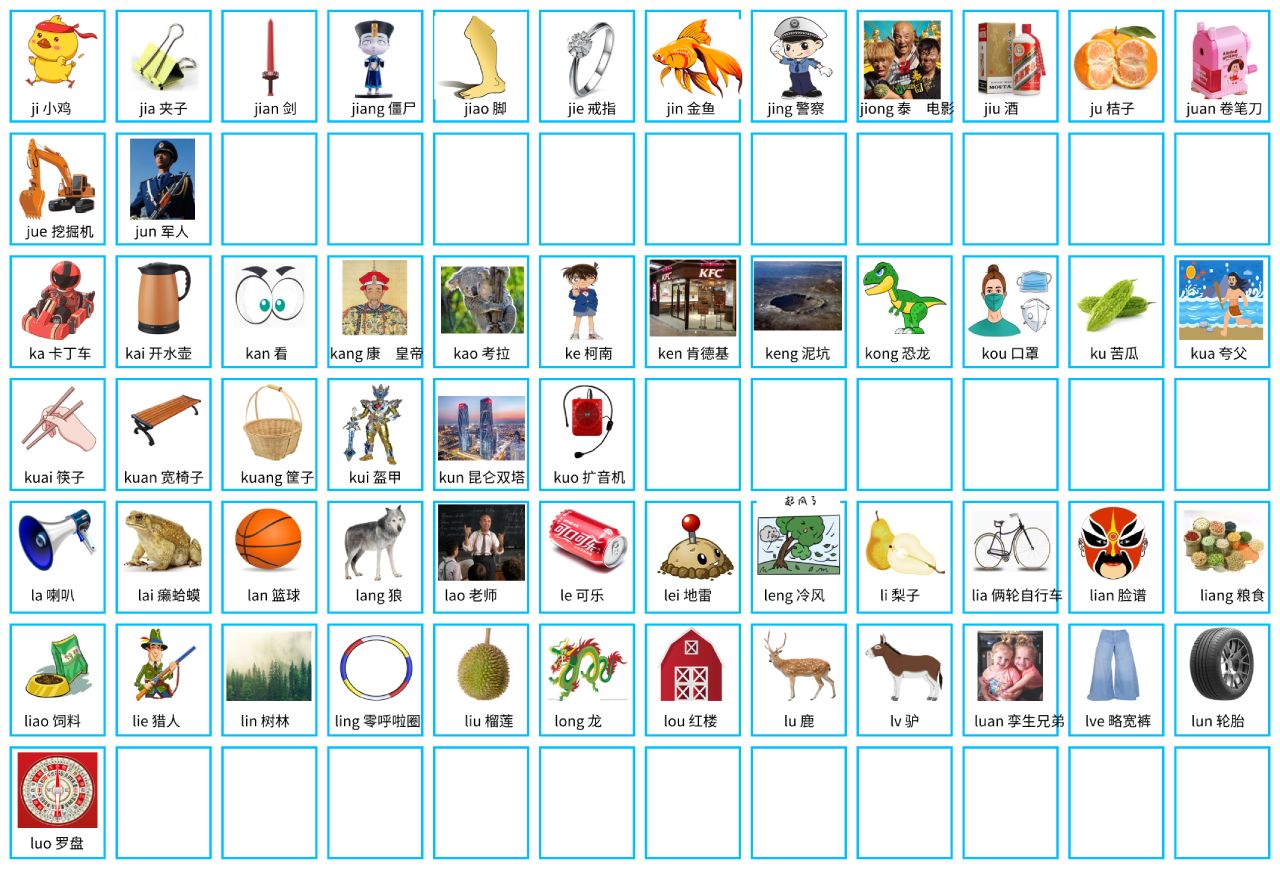 ji 小鸡
jia 夹子
jian 剑
jiang 僵尸
jiao 脚
jie 戒指
jin 金鱼
jing 警察
jiong 泰　电影
MOUTA
jiu 酒
ju 桔子
juan 卷笔刀
jue 挖掘机
jun 军人
ka 卡丁车
kai 开水壶
kan 看
kang 康　皇帝
kao 考拉
ke 柯南
KFC
KFC
ken 肯德基
keng 泥坑
kong 恐龙
kou 口罩
ku 苦瓜
kua 夸父
kuai 筷子
kuan 宽椅子
kuang 筐子
kui 盔甲
kun 昆仑双塔
kuo 扩音机
la 喇叭
lai 癞蛤蟆
lan 篮球
lang 狼
lao 老师
可口可乐
le 可乐
lei 地雷
起风了
leng 冷风
li 梨子
lia 俩轮自行车
lian 脸谱
liang 粮食
liao 饲料
lie 猎人
lin 树林
ling 零呼啦圈
liu 榴莲
long 龙
lou 红楼
lu 鹿
lv 驴
luan 孪生兄弟
lve 略宽裤
lun 轮胎
luo 罗盘